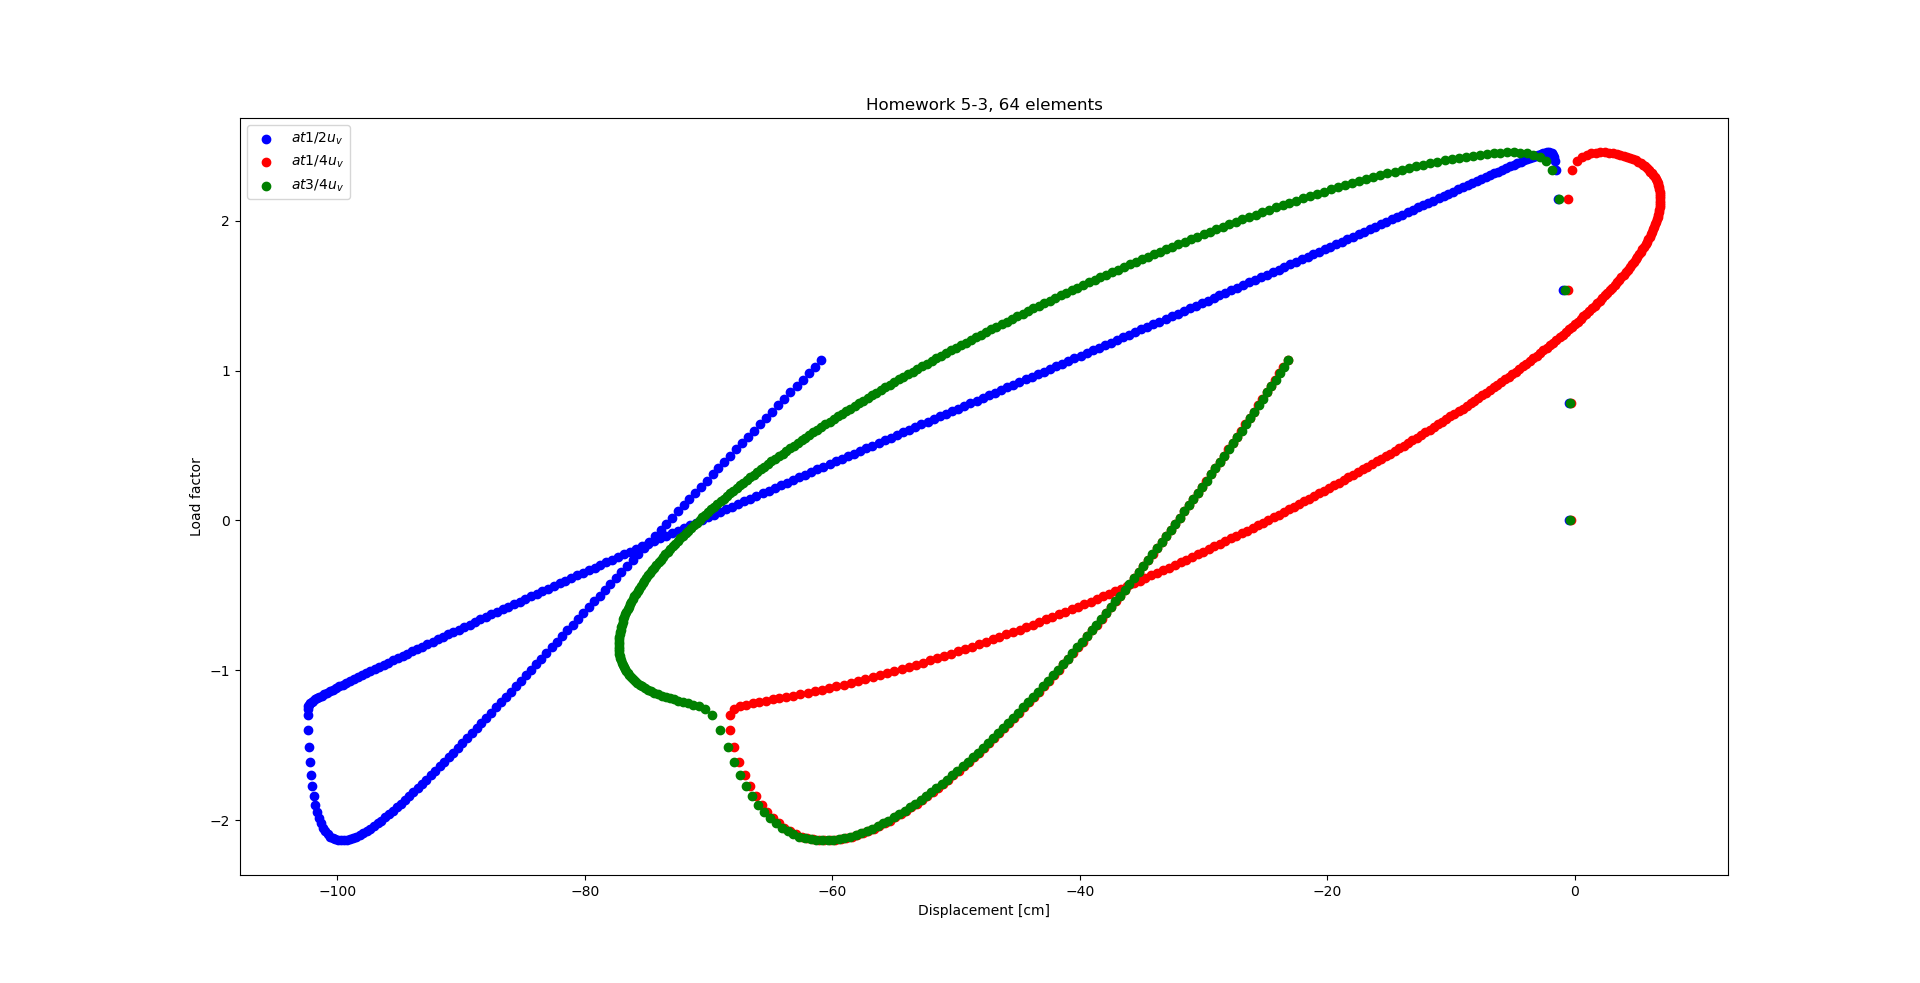 Homework 5-3, 64 elements
at1/2u_v
at1/4u_v
at3/4u_v
Load factor
2
1
0
−1
−2
−100
−80
−60
−40
−20
0
Displacement [cm]